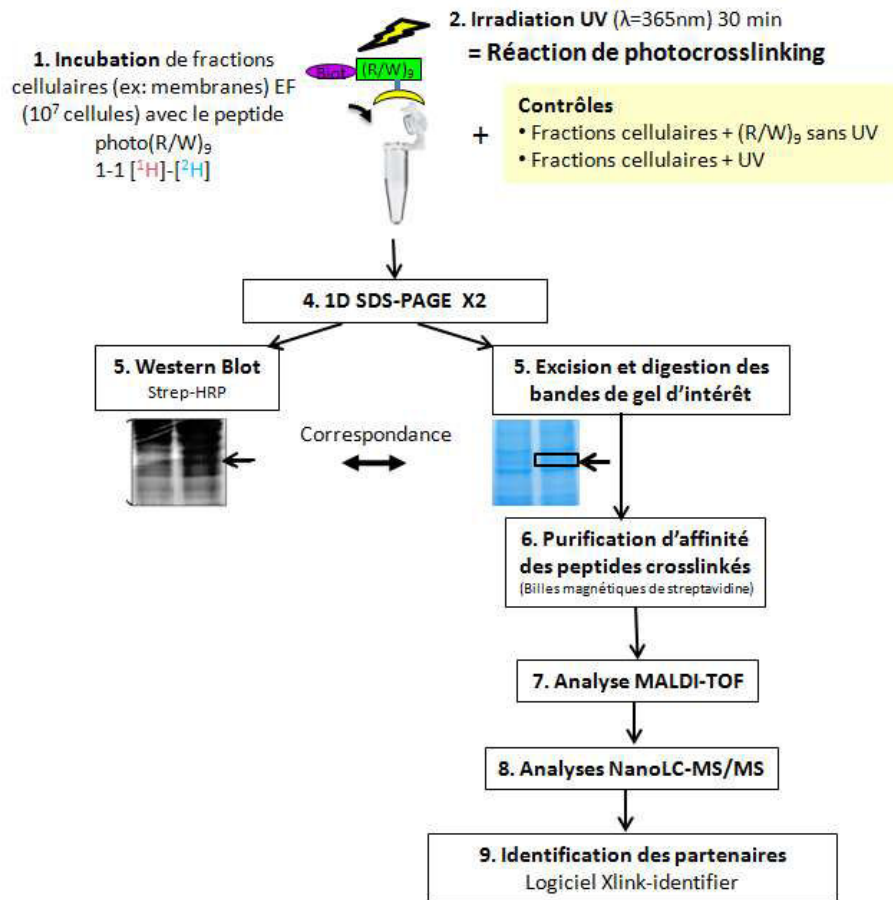 1. Incubation de fractions
cellulaires (ex: membranes) EF
(10⁷ cellules) avec le peptide
photo(R/W)₉
1-1 [¹H]-[²H]
Biot
(R/W)₉
2. Irradiation UV (λ=365nm) 30 min
= Réaction de photocrosslinking
+
Contrôles
• Fractions cellulaires + (R/W)₉ sans UV
• Fractions cellulaires + UV
4. 1D SDS-PAGE X2
5. Western Blot
Strep-HRP
5. Excision et digestion des
bandes de gel d'intérêt
Correspondance
6. Purification d'affinité
des peptides crosslinkés
(Billes magnétiques de streptavidine)
7. Analyse MALDI-TOF
8. Analyses NanoLC-MS/MS
9. Identification des partenaires
Logiciel Xlink-identifier